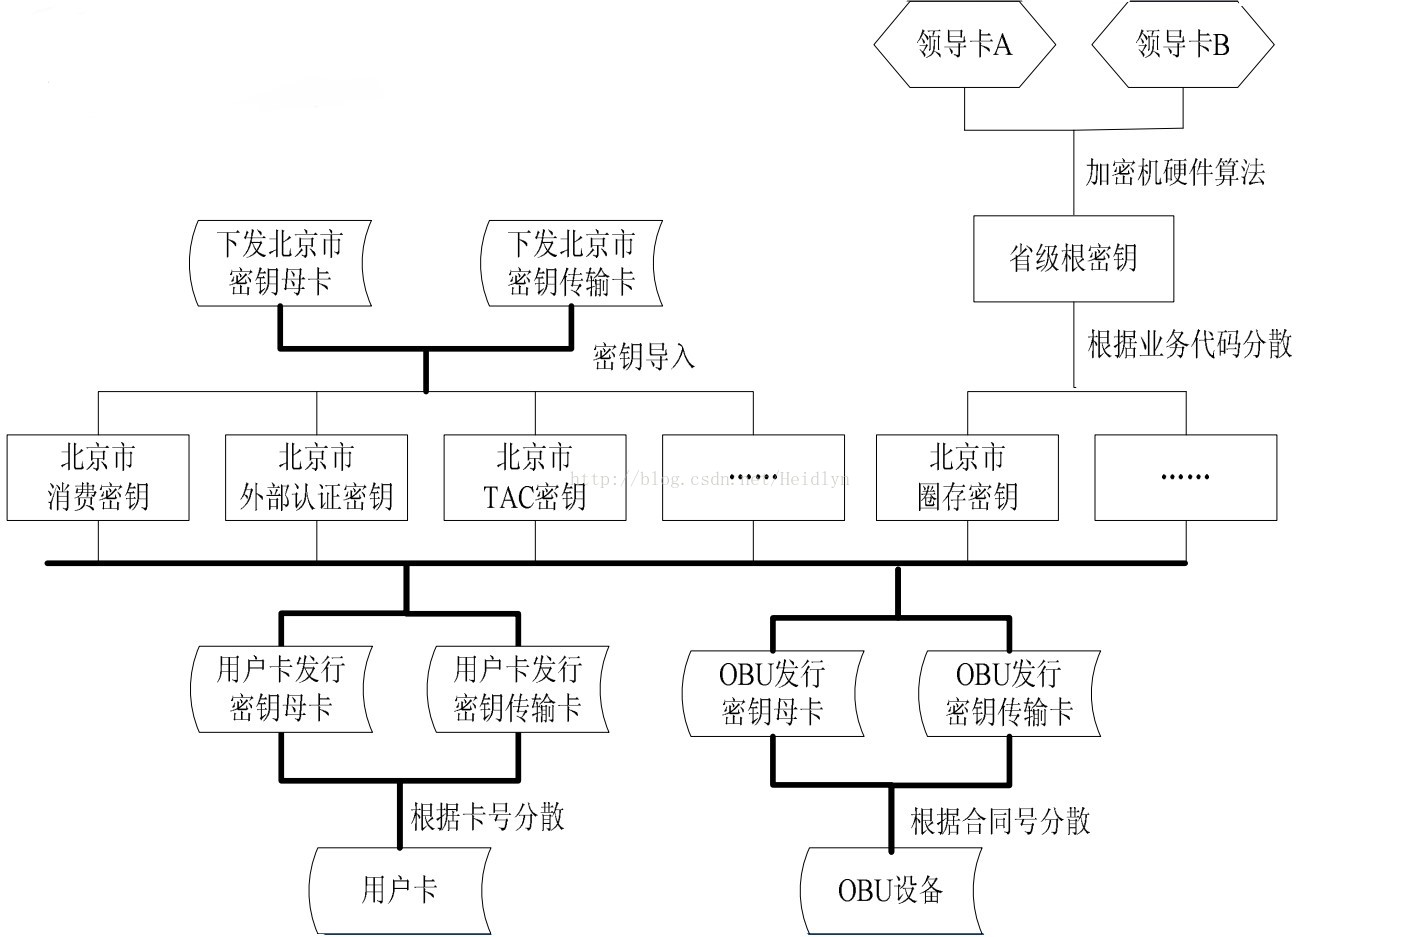 领导卡A
领导卡B
加密机硬件算法
下发北京市
密钥母卡
下发北京市
密钥传输卡
省级根密钥
密钥导入
根据业务代码分散
北京市
消费密钥
北京市
外部认证密钥
北京市
TAC密钥
······
北京市
圈存密钥
······
http://blog.csdn.net/Heidlyn
用户卡发行
密钥母卡
用户卡发行
密钥传输卡
OBU发行
密钥母卡
OBU发行
密钥传输卡
根据卡号分散
根据合同号分散
用户卡
OBU设备